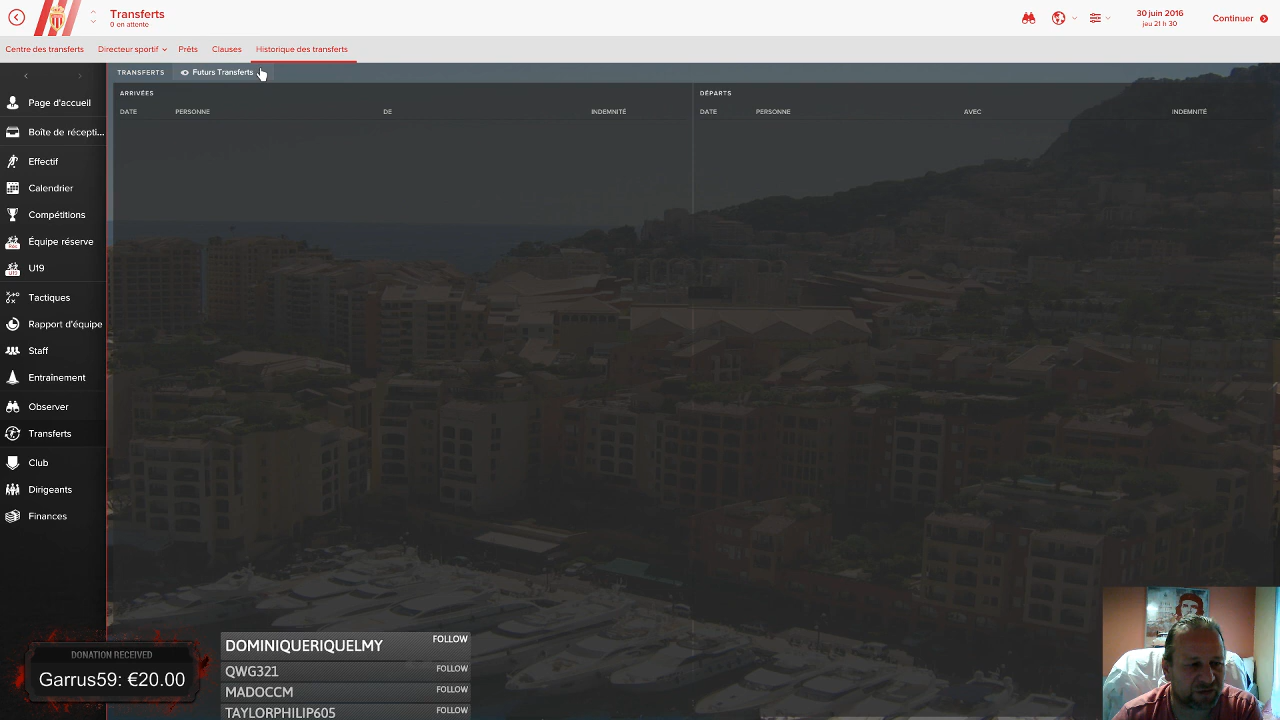 Transferts
0 en attente
30 juin 2016
jeu 21 h 30
Continuer
Centre des transferts
Directeur sportif
Prêts
Clauses
Historique des transferts
TRANSFERTS
Futurs Transferts
ARRIVÉES
DATE PERSONNE DE INDEMNITÉ
DÉPARTS
DATE PERSONNE AVEC INDEMNITÉ
Page d'accueil
Boîte de récepti...
Effectif
Calendrier
Compétitions
Équipe réserve
U19
Tactiques
Rapport d'équipe
Staff
Entraînement
Observer
Transferts
Club
Dirigeants
Finances
DONATION RECEIVED
Garrus59: €20.00
DOMINIQUERIQUELMY FOLLOW
QWG321 FOLLOW
MADOCCM FOLLOW
TAYLORPHILIP605 FOLLOW